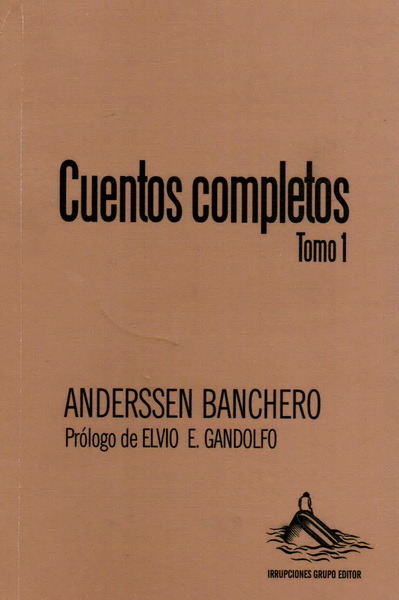 Cuentos completos
Tomo 1
ANDERSSEN BANCHERO
Prólogo de ELVIO E. GANDOLFO
IRRUPCIONES GRUPO EDITOR